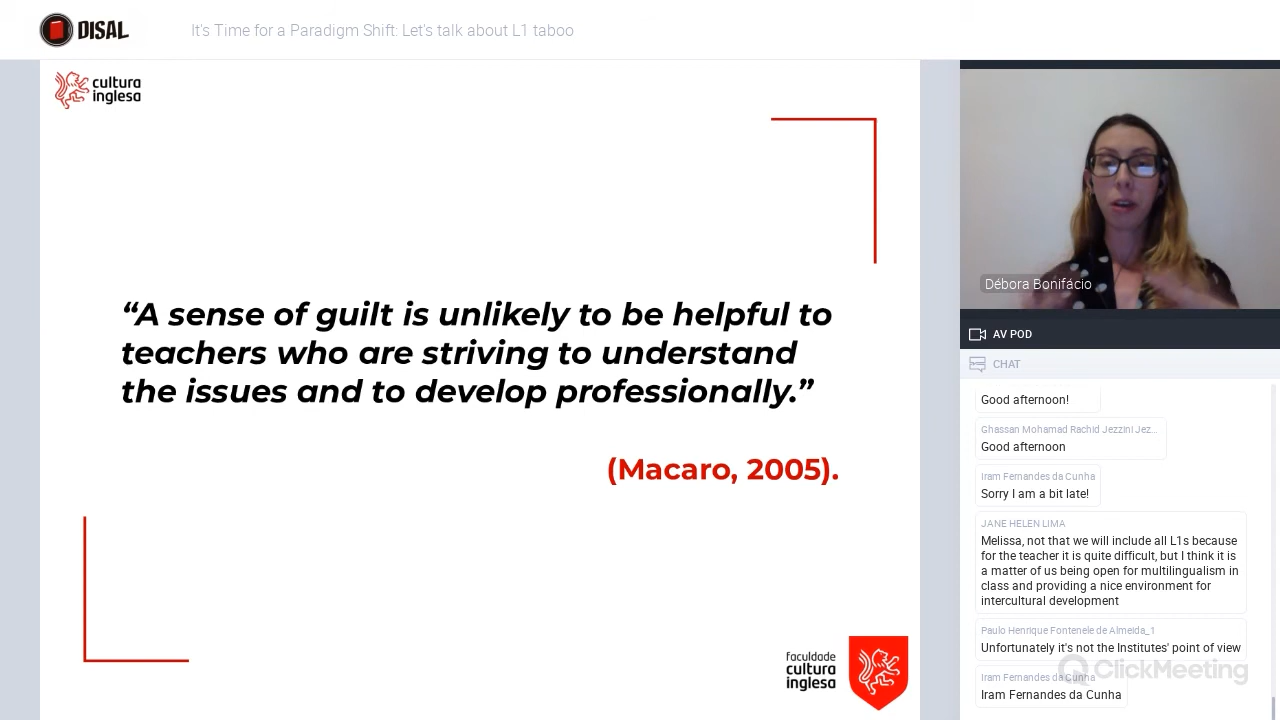 DISAL
It's Time for a Paradigm Shift: Let's talk about L1 taboo
cultura
inglesa
“A sense of guilt is unlikely to be helpful to
teachers who are striving to understand
the issues and to develop professionally.”
(Macaro, 2005).
faculdade
cultura
inglesa
Débora Bonifácio
AV POD
CHAT
Good afternoon!
Ghassan Mohamad Rachid Jezzini Jez...
Good afternoon
Iram Fernandes da Cunha
Sorry I am a bit late!
JANE HELEN LIMA
Melissa, not that we will include all L1s because
for the teacher it is quite difficult, but I think it is
a matter of us being open for multilingualism in
class and providing a nice environment for
intercultural development
Paulo Henrique Fontenele de Almeida_1
Unfortunately it's not the Institutes' point of view
Iram Fernandes da Cunha
Iram Fernandes da Cunha
ClickMeeting